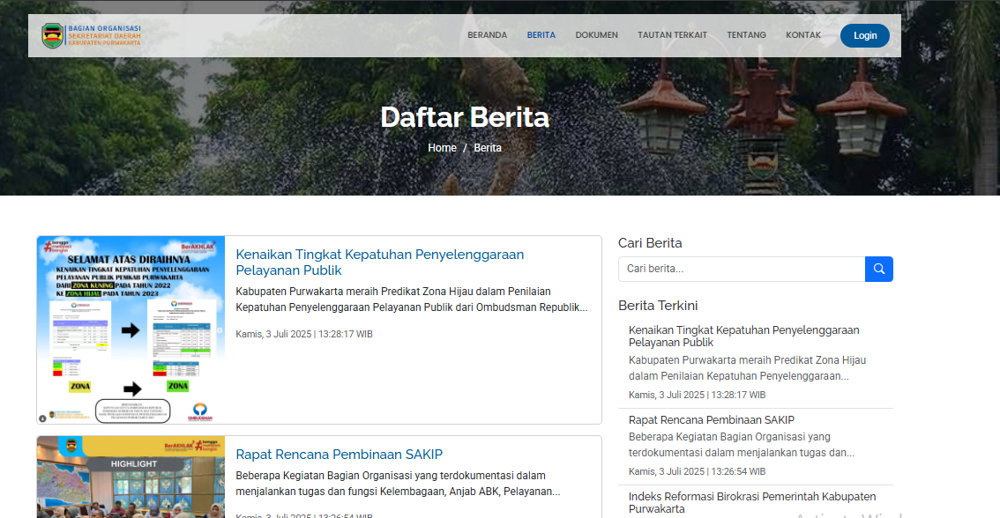 BAGIAN ORGANISASI
SEKRETARIAT DAERAH
KABUPATEN PURWAKARTA
BERANDA
BERITA
DOKUMEN
TAUTAN TERKAIT
TENTANG
KONTAK
Login
Daftar Berita
Home / Berita
bangga
melayani
bangsa
BerAKHLAK
SELAMAT ATAS DIRAIHNYA
KENAIKAN TINGKAT KEPATUHAN PENYELENGGARAAN
PELAYANAN PUBLIK PEMKAB PURWAKARTA
DARI ZONA KUNING PADA TAHUN 2022
KE ZONA HIJAU PADA TAHUN 2023
ZONA
ZONA
OMBUDSMAN
Kenaikan Tingkat Kepatuhan Penyelenggaraan
Pelayanan Publik
Kabupaten Purwakarta meraih Predikat Zona Hijau dalam Penilaian
Kepatuhan Penyelenggaraan Pelayanan Publik dari Ombudsman Republik...
Kamis, 3 Juli 2025 | 13:28:17 WIB
BerAKHLAK
bangga
melayani
bangsa
HIGHLIGHT
Rapat Rencana Pembinaan SAKIP
Beberapa Kegiatan Bagian Organisasi yang terdokumentasi dalam
menjalankan tugas dan fungsi Kelembagaan, Anjab ABK, Pelayanan...
Kamis, 3 Juli 2025 | 13:26:54 WIB
Cari Berita
Cari berita...
Berita Terkini
Kenaikan Tingkat Kepatuhan Penyelenggaraan
Pelayanan Publik
Kabupaten Purwakarta meraih Predikat Zona Hijau
dalam Penilaian Kepatuhan Penyelenggaraan...
Kamis, 3 Juli 2025 | 13:28:17 WIB
Rapat Rencana Pembinaan SAKIP
Beberapa Kegiatan Bagian Organisasi yang
terdokumentasi dalam menjalankan tugas dan...
Kamis, 3 Juli 2025 | 13:26:54 WIB
Indeks Reformasi Birokrasi Pemerintah Kabupaten
Purwakarta